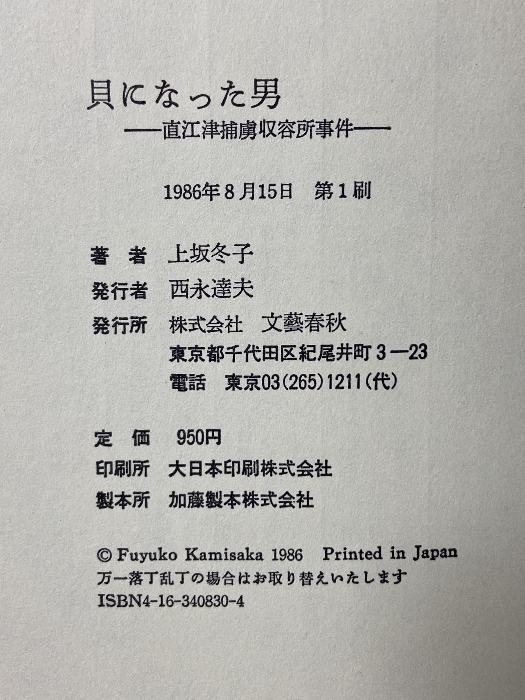 貝になった男
――直江津捕虜収容所事件――
1986年8月15日　第1刷
著　者　上坂冬子
発行者　西永達夫
発行所　株式会社　文藝春秋
東京都千代田区紀尾井町3―23
電話　東京03(265)1211(代)
定　価　950円
印刷所　大日本印刷株式会社
製本所　加藤製本株式会社
© Fuyuko Kamisaka 1986　Printed in Japan
万一落丁乱丁の場合はお取り替えいたします
ISBN4-16-340830-4